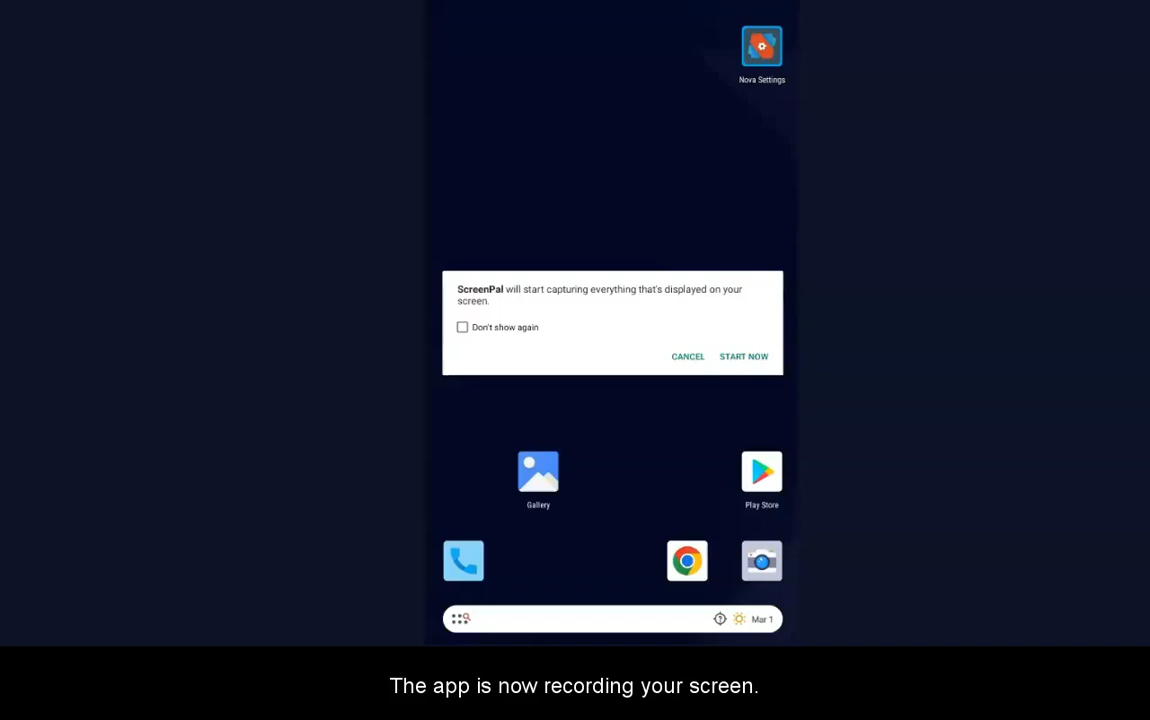 Nova Settings
ScreenPal will start capturing everything that's displayed on your
screen.
Don't show again
CANCEL START NOW
Gallery
Play Store
Mar 1
The app is now recording your screen.